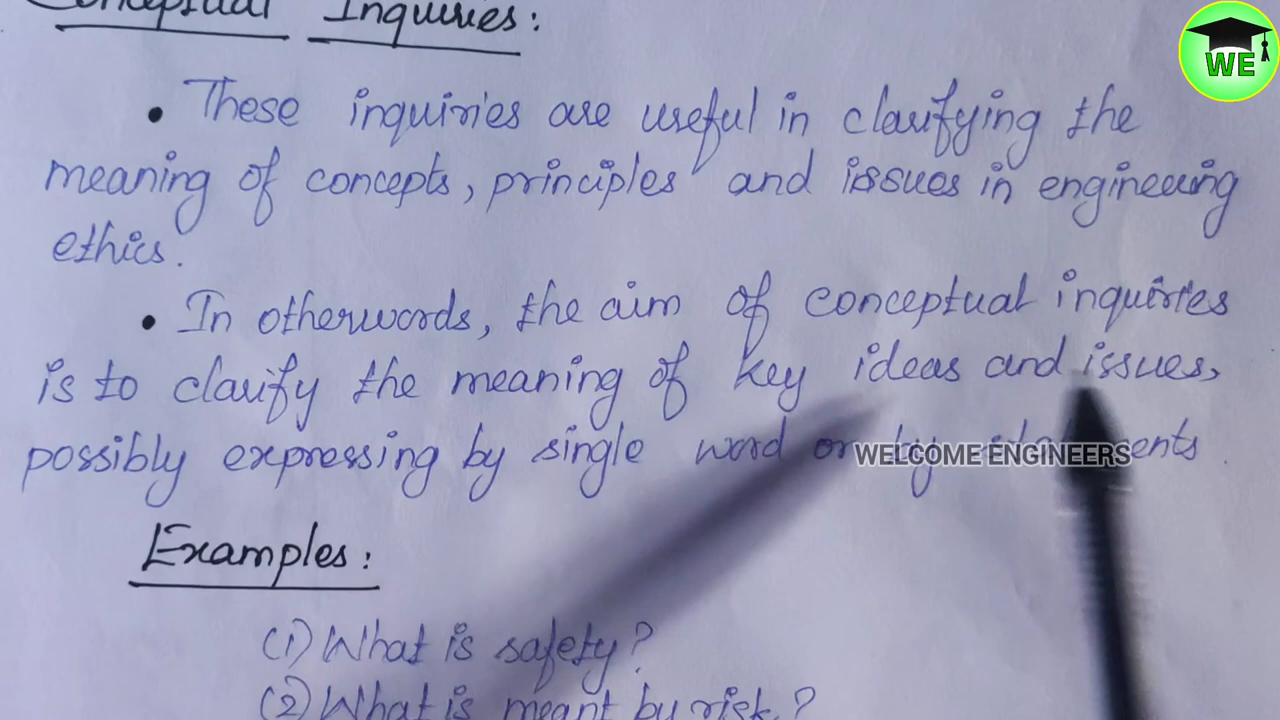 Conceptual Inquiries:
WE
• These inquiries are useful in clarifying the
meaning of concepts, principles and issues in engineering
ethics.
• In otherwords, the aim of conceptual inquiries
is to clarify the meaning of key ideas and issues,
possibly expressing by single word or by
WELCOME ENGINEERS
Examples:
(1) What is safety?
(2) What is meant by risk?